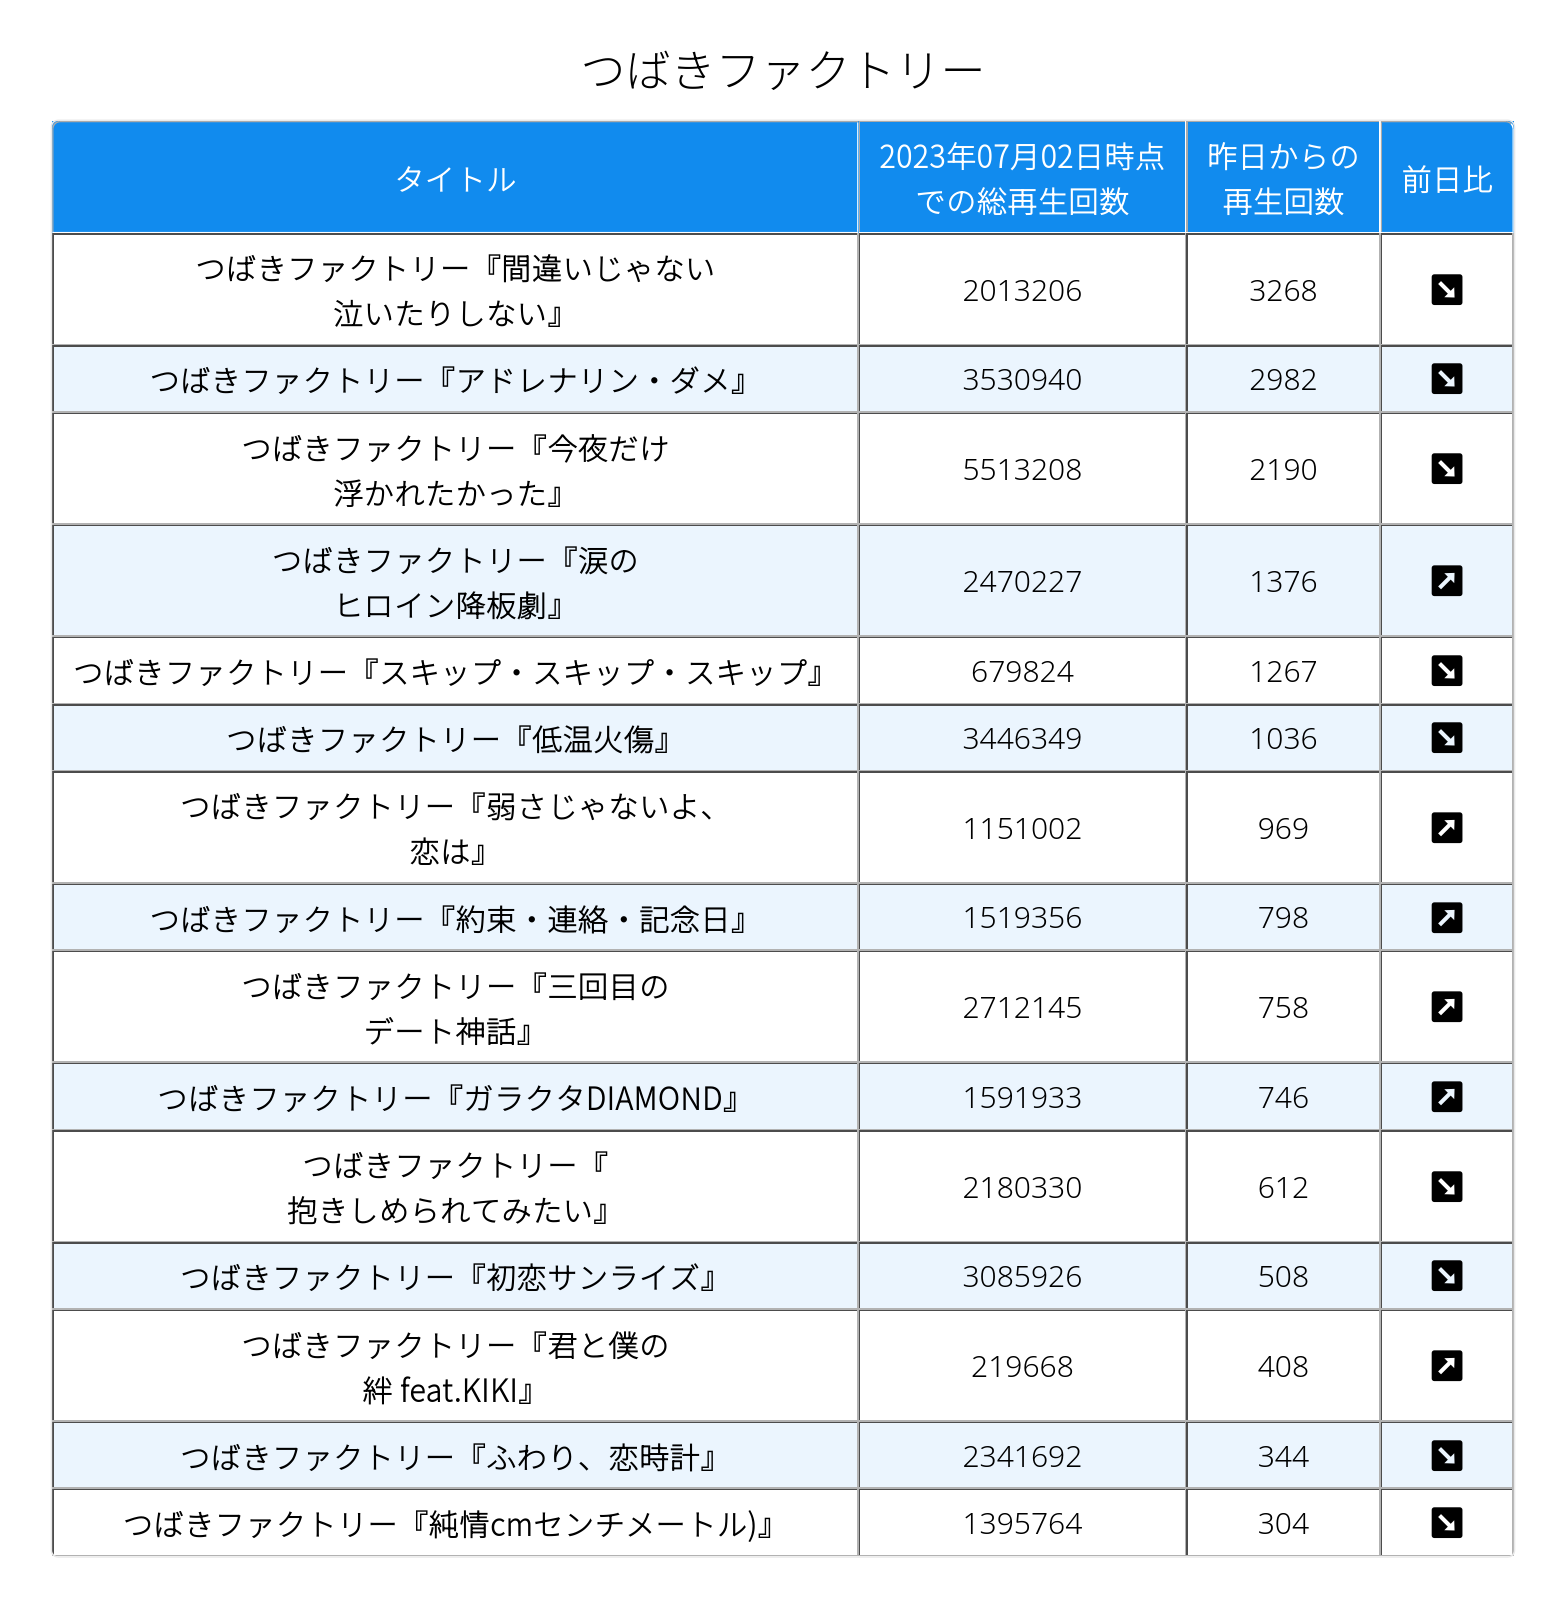 つばきファクトリー
タイトル
2023年07月02日時点
での総再生回数
昨日からの
再生回数
前日比
つばきファクトリー『間違いじゃない
泣いたりしない』
2013206
3268
つばきファクトリー『アドレナリン・ダメ』
3530940
2982
つばきファクトリー『今夜だけ
浮かれたかった』
5513208
2190
つばきファクトリー『涙の
ヒロイン降板劇』
2470227
1376
つばきファクトリー『スキップ・スキップ・スキップ』
679824
1267
つばきファクトリー『低温火傷』
3446349
1036
つばきファクトリー『弱さじゃないよ、
恋は』
1151002
969
つばきファクトリー『約束・連絡・記念日』
1519356
798
つばきファクトリー『三回目の
デート神話』
2712145
758
つばきファクトリー『ガラクタDIAMOND』
1591933
746
つばきファクトリー『
抱きしめられてみたい』
2180330
612
つばきファクトリー『初恋サンライズ』
3085926
508
つばきファクトリー『君と僕の
絆 feat.KIKI』
219668
408
つばきファクトリー『ふわり、恋時計』
2341692
344
つばきファクトリー『純情cmセンチメートル)』
1395764
304